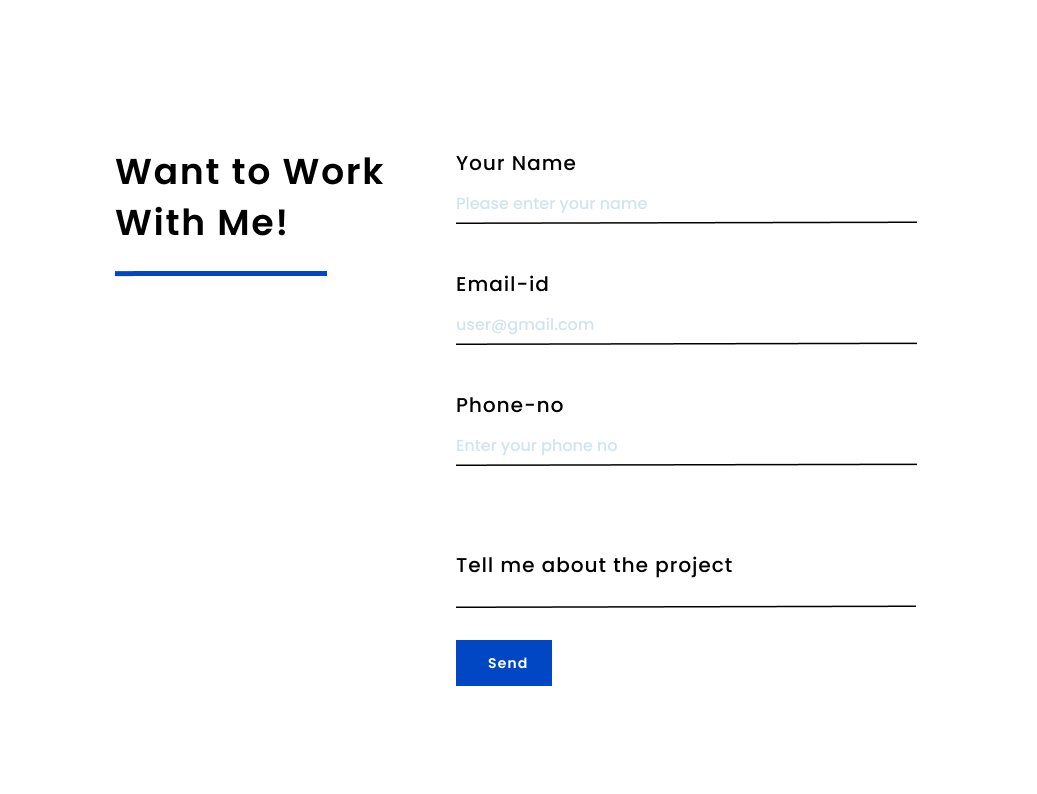 Want to Work
With Me!
Your Name
Please enter your name
Email-id
user@gmail.com
Phone-no
Enter your phone no
Tell me about the project
Send